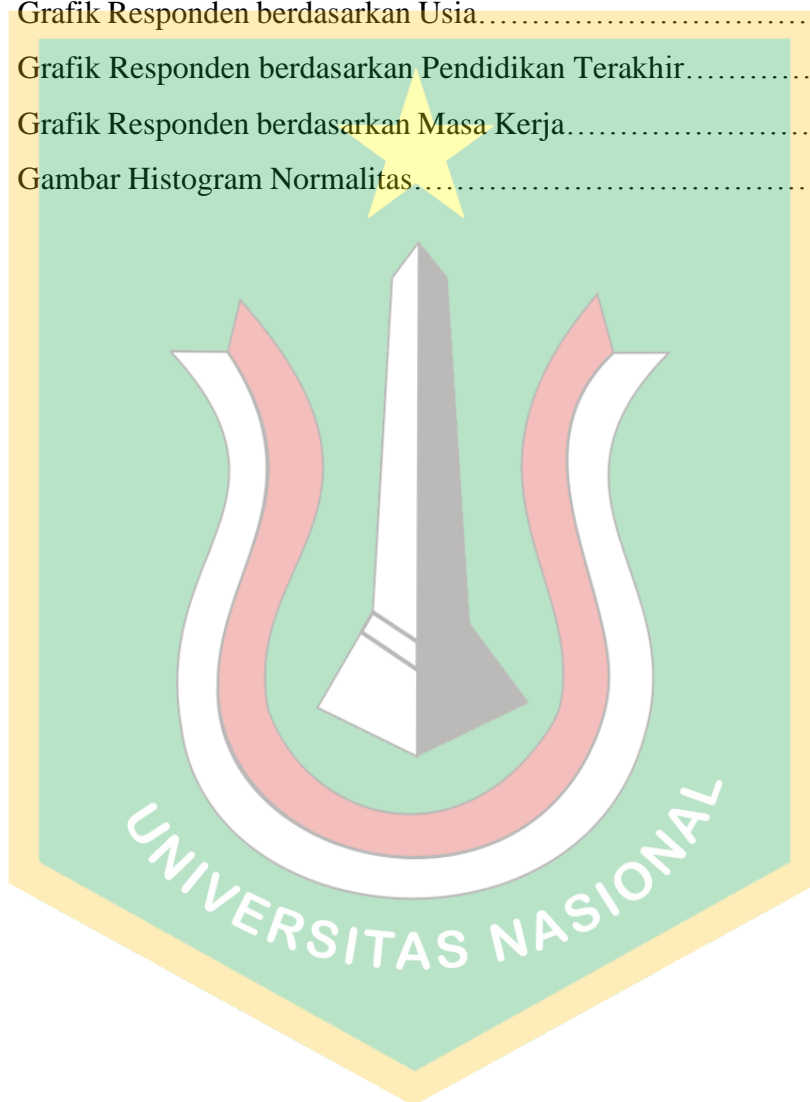 Grafik Responden berdasarkan Usia……………………………
Grafik Responden berdasarkan Pendidikan Terakhir…………
Grafik Responden berdasarkan Masa Kerja……………………
Gambar Histogram Normalitas…………………………………
UNIVERSITAS NASIONAL